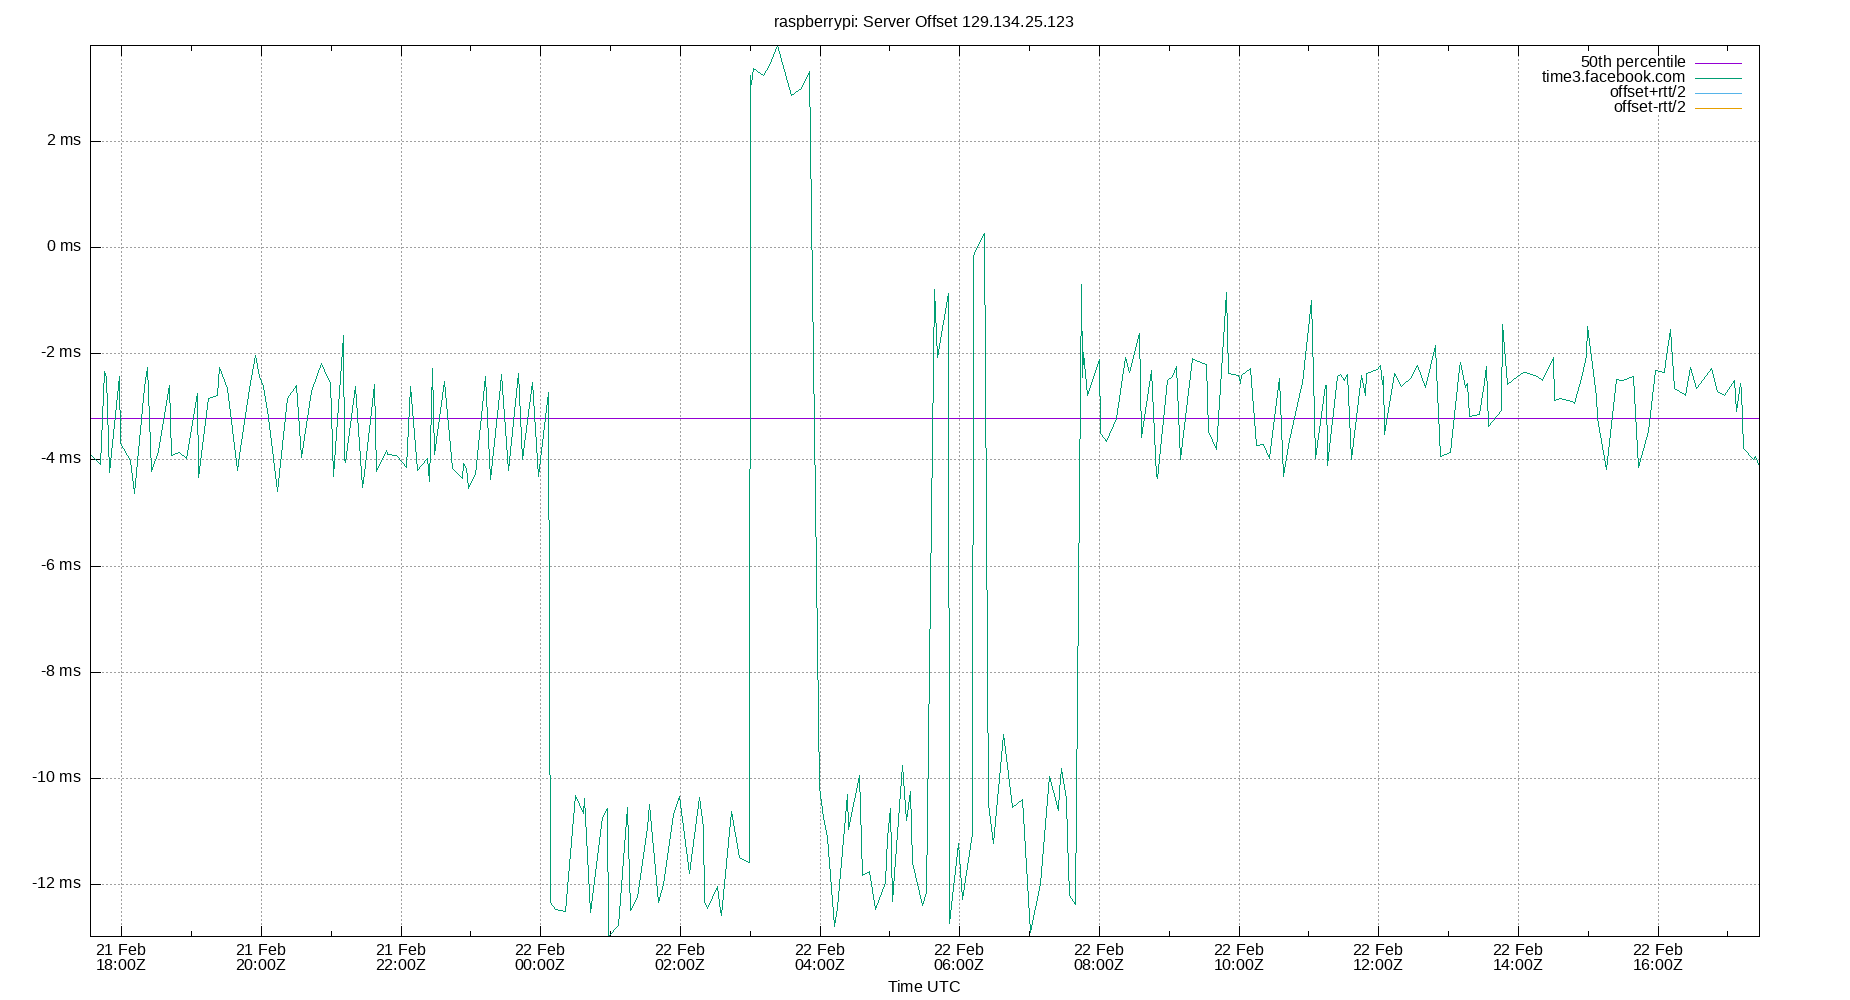 raspberrypi: Server Offset 129.134.25.123
50th percentile
time3.facebook.com
offset+rtt/2
offset-rtt/2
2 ms
0 ms
-2 ms
-4 ms
-6 ms
-8 ms
-10 ms
-12 ms
21 Feb 21 Feb 21 Feb 22 Feb 22 Feb 22 Feb 22 Feb 22 Feb 22 Feb 22 Feb 22 Feb 22 Feb
18:00Z 20:00Z 22:00Z 00:00Z 02:00Z 04:00Z 06:00Z 08:00Z 10:00Z 12:00Z 14:00Z 16:00Z
Time UTC